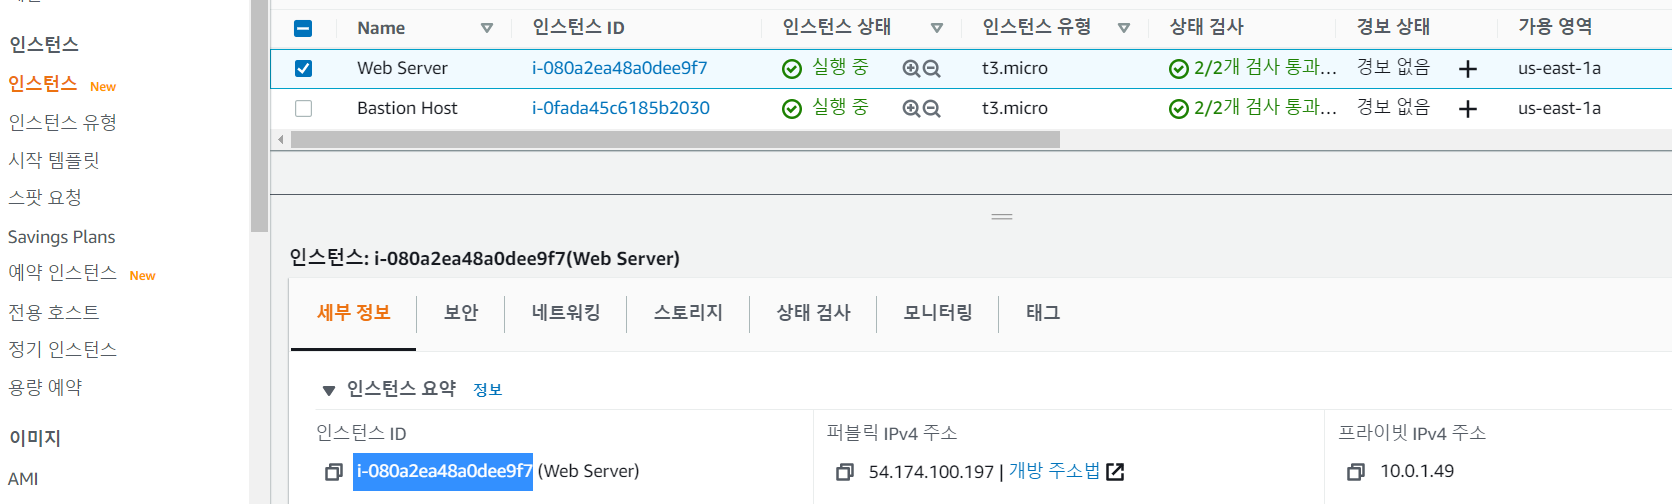 인스턴스
인스턴스 New
인스턴스 유형
시작 템플릿
스팟 요청
Savings Plans
예약 인스턴스 New
전용 호스트
정기 인스턴스
용량 예약
이미지
AMI
Name 인스턴스 ID 인스턴스 상태 인스턴스 유형 상태 검사 경보 상태 가용 영역
Web Server i-080a2ea48a0dee9f7 실행 중 t3.micro 2/2개 검사 통과... 경보 없음 + us-east-1a
Bastion Host i-0fada45c6185b2030 실행 중 t3.micro 2/2개 검사 통과... 경보 없음 + us-east-1a
인스턴스: i-080a2ea48a0dee9f7(Web Server)
세부 정보 보안 네트워킹 스토리지 상태 검사 모니터링 태그
인스턴스 요약 정보
인스턴스 ID 퍼블릭 IPv4 주소 프라이빗 IPv4 주소
i-080a2ea48a0dee9f7 (Web Server) 54.174.100.197 | 개방 주소법 10.0.1.49